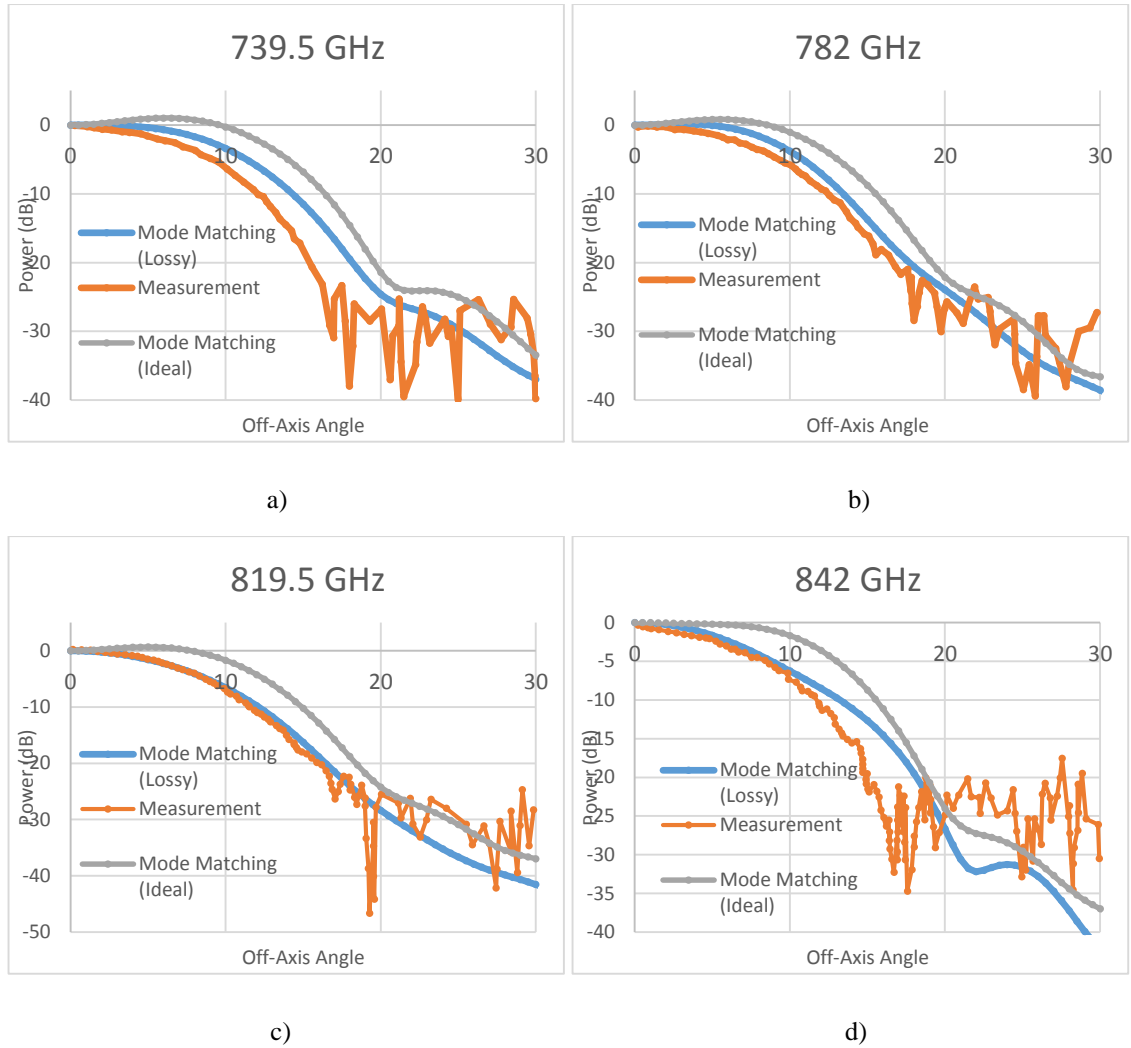 739.5 GHz
0
-10
-20
-30
-40
0
10
20
30
Power (dB)
Off-Axis Angle
Mode Matching
(Lossy)
Measurement
Mode Matching
(Ideal)
a)
782 GHz
0
-10
-20
-30
-40
0
10
20
30
Power (dB)
Off-Axis Angle
Mode Matching
(Lossy)
Measurement
Mode Matching
(Ideal)
b)
819.5 GHz
0
-10
-20
-30
-40
-50
0
10
20
30
Power (dB)
Off-Axis Angle
Mode Matching
(Lossy)
Measurement
Mode Matching
(Ideal)
c)
842 GHz
0
-5
-10
-15
-20
-25
-30
-35
-40
0
10
20
30
Power (dB)
Off-Axis Angle
Mode Matching
(Lossy)
Measurement
Mode Matching
(Ideal)
d)